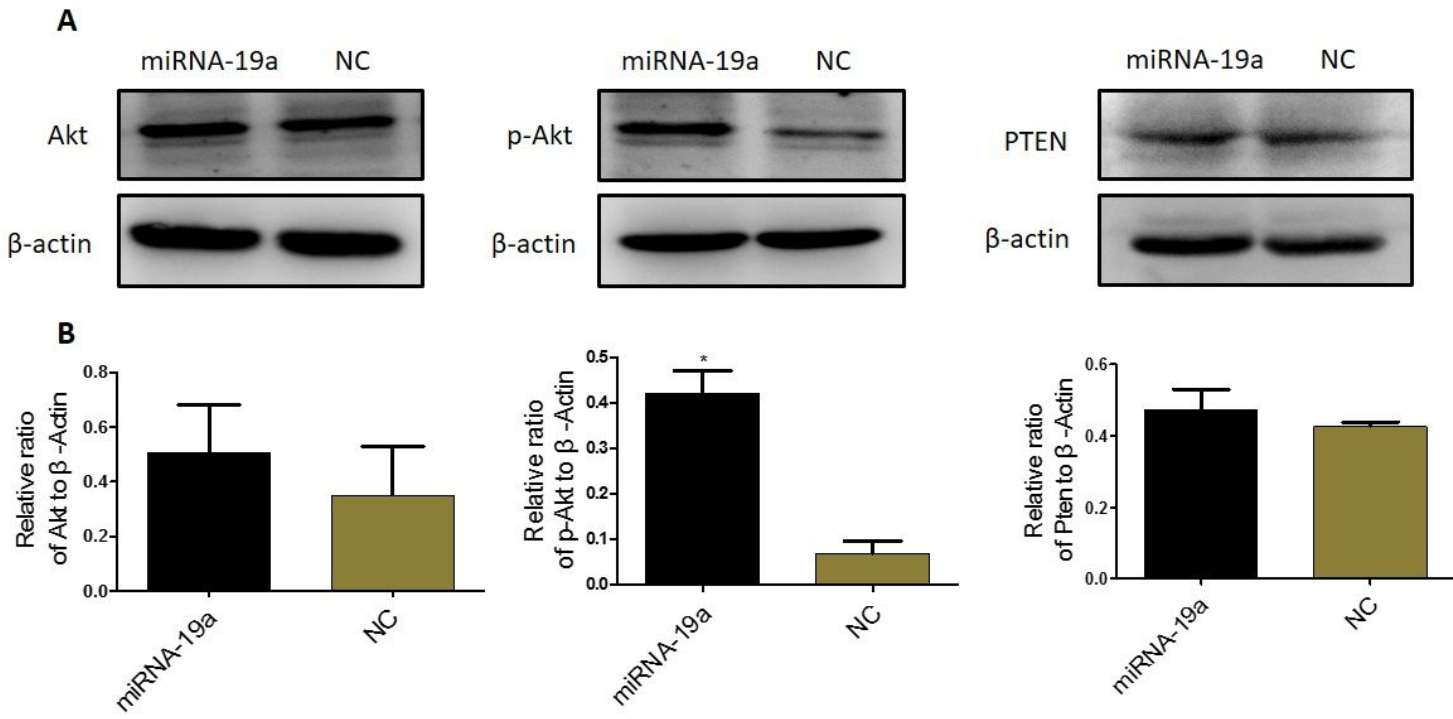 A
miRNA-19a NC
Akt
β-actin
miRNA-19a NC
p-Akt
β-actin
miRNA-19a NC
PTEN
β-actin
B
Relative ratio
of Akt to β -Actin
0.8
0.6
0.4
0.2
0.0
miRNA-19a
NC
Relative ratio
of p-Akt to β -Actin
0.5
0.4
0.3
0.2
0.1
0.0
*
miRNA-19a
NC
Relative ratio
of Pten to β -Actin
0.6
0.4
0.2
0.0
miRNA-19a
NC